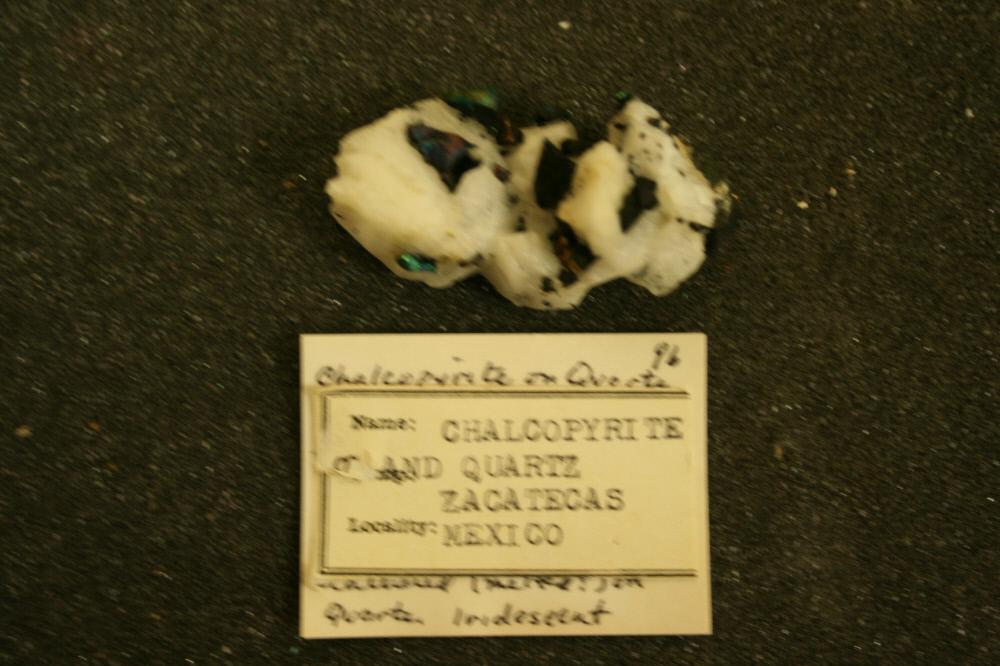 96
Chalcopyrite on Quartz
Name: CHALCOPYRITE
AND QUARTZ
ZACATECAS
Locality: MEXICO
Quartz. Iridescent